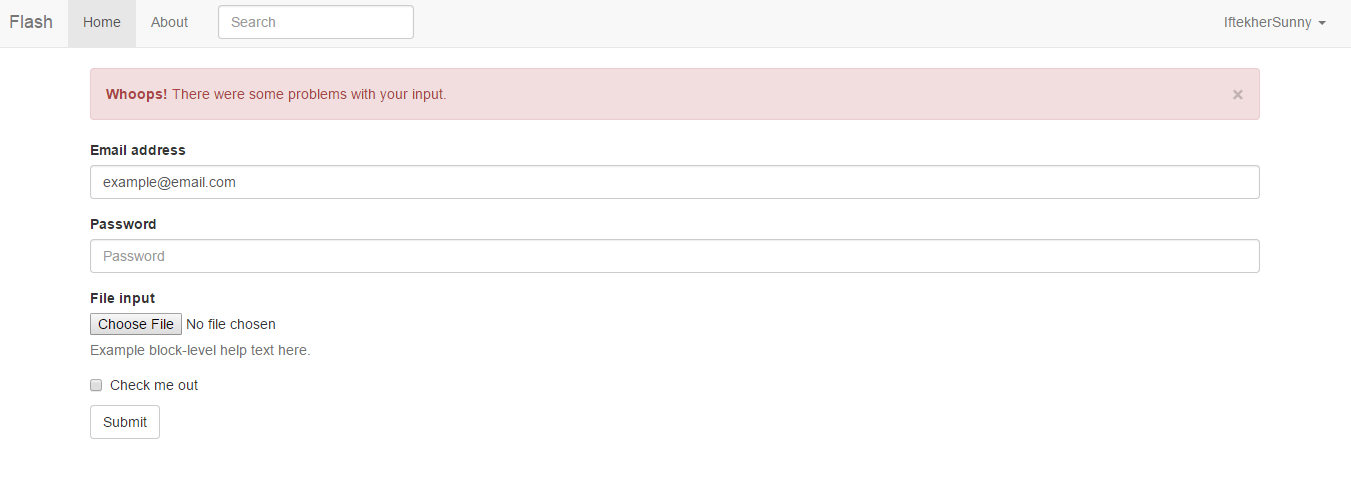 Flash Home About Search IftekherSunny
Whoops! There were some problems with your input. ×
Email address
example@email.com
Password
Password
File input
Choose File No file chosen
Example block-level help text here.
Check me out
Submit